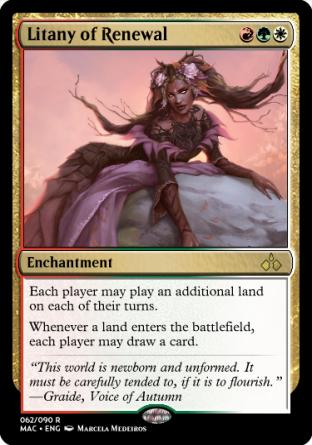 Litany of Renewal
Enchantment
Each player may play an additional land
on each of their turns.
Whenever a land enters the battlefield,
each player may draw a card.
“This world is newborn and unformed. It
must be carefully tended to, if it is to flourish.”
—Graide, Voice of Autumn
062/090 R
MAC • ENG Marcela Medeiros